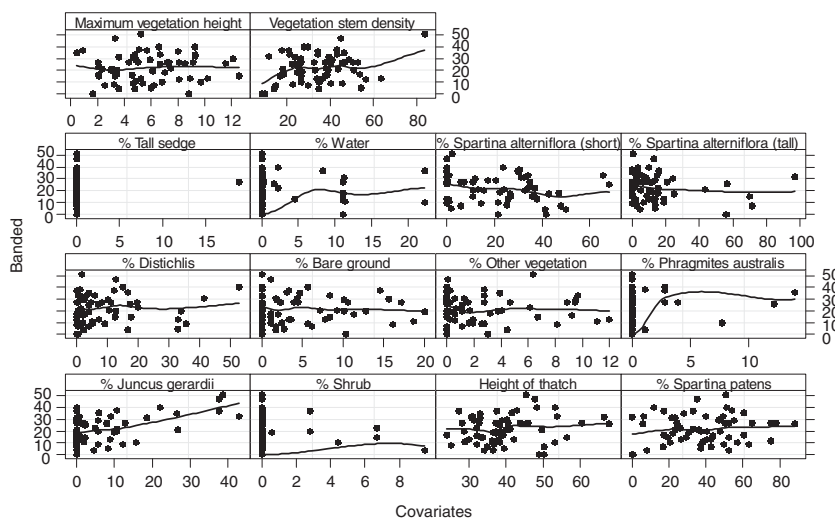 Maximum vegetation height Vegetation stem density
50
40
30
20
10
0
0 2 4 6 8 10 12 20 40 60 80
% Tall sedge % Water % Spartina alterniflora (short) % Spartina alterniflora (tall)
50
40
30
20
10
0
0 5 10 15 0 5 10 15 20 0 20 40 60 0 20 40 60 80 100
Banded
% Distichlis % Bare ground % Other vegetation % Phragmites australis
50
40
30
20
10
0
0 10 20 30 40 50 0 5 10 15 20 0 2 4 6 8 10 12 0 5 10
% Juncus gerardii % Shrub Height of thatch % Spartina patens
50
40
30
20
10
0
0 10 20 30 40 0 2 4 6 8 30 40 50 60 0 20 40 60 80
Covariates